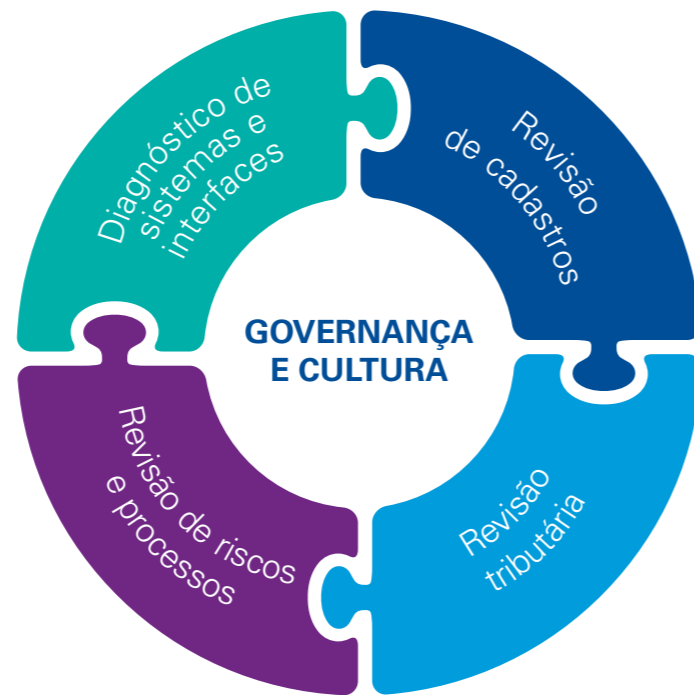 Diagnóstico de
sistemas e
interfaces
Revisão
de cadastros
GOVERNANÇA
E CULTURA
Revisão de riscos
e processos
Revisão
tributária